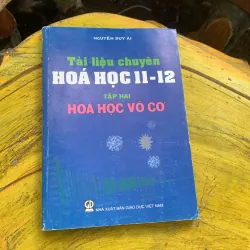 NGUYỄN DUY ÁI
Tài liệu chuyên
HOÁ HỌC 11-12
TẬP HAI
HOÁ HỌC VÔ CƠ
NHÀ XUẤT BẢN GIÁO DỤC VIỆT NAM